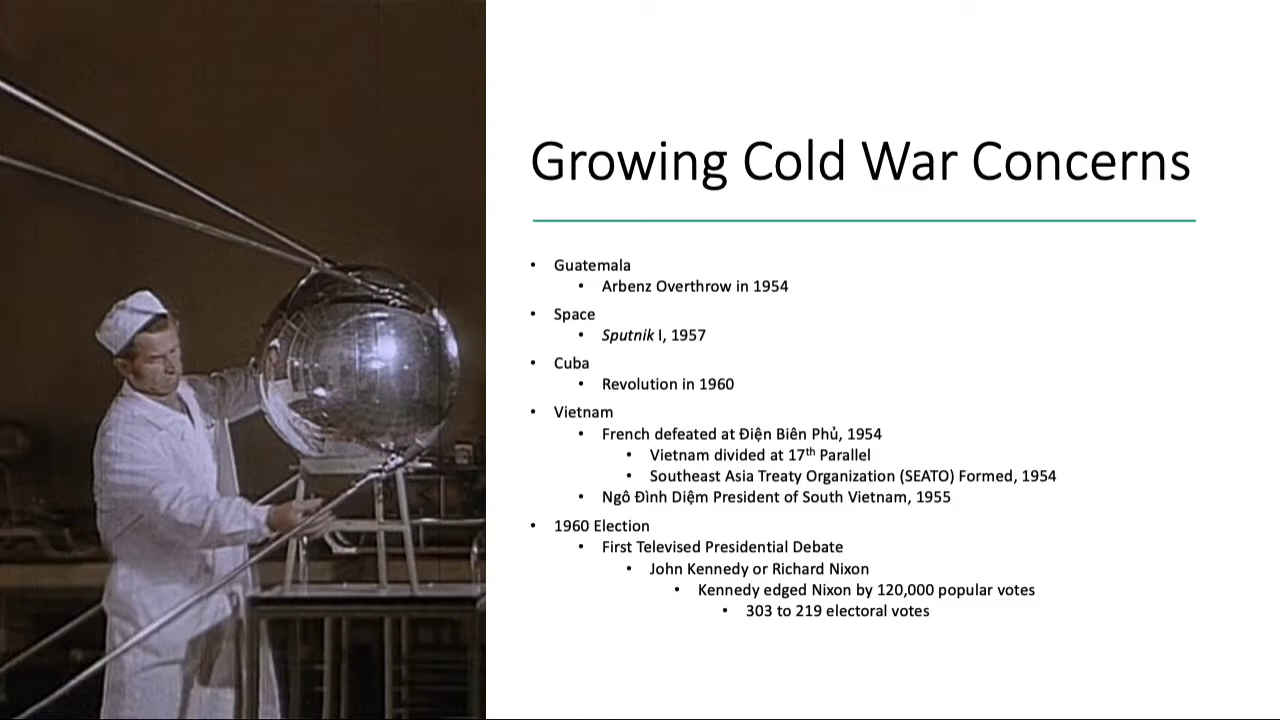 Growing Cold War Concerns
• Guatemala
• Arbenz Overthrow in 1954
• Space
• Sputnik I, 1957
• Cuba
• Revolution in 1960
• Vietnam
• French defeated at Điện Biên Phủ, 1954
• Vietnam divided at 17th Parallel
• Southeast Asia Treaty Organization (SEATO) Formed, 1954
• Ngô Đình Diệm President of South Vietnam, 1955
• 1960 Election
• First Televised Presidential Debate
• John Kennedy or Richard Nixon
• Kennedy edged Nixon by 120,000 popular votes
• 303 to 219 electoral votes